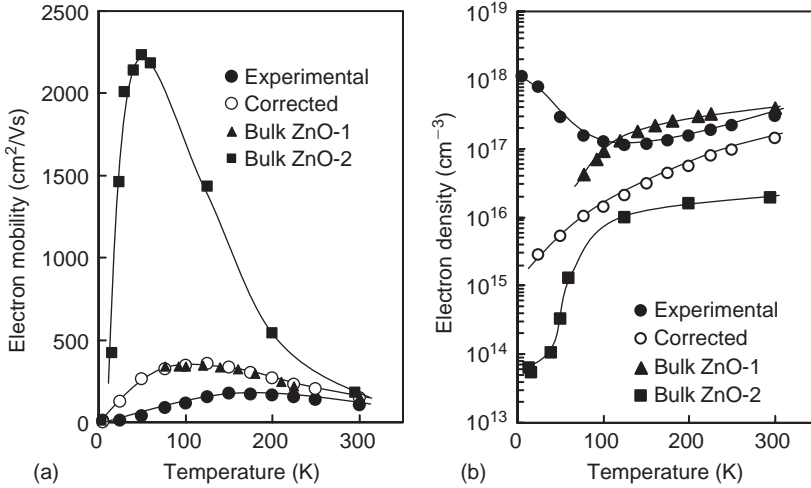 2500
2000
1500
1000
500
0
Electron mobility (cm²/Vs)
Experimental
Corrected
Bulk ZnO-1
Bulk ZnO-2
0
100
200
300
(a)
Temperature (K)
10¹⁹
10¹⁸
10¹⁷
10¹⁶
10¹⁵
10¹⁴
10¹³
Electron density (cm⁻³)
Experimental
Corrected
Bulk ZnO-1
Bulk ZnO-2
0
100
200
300
(b)
Temperature (K)